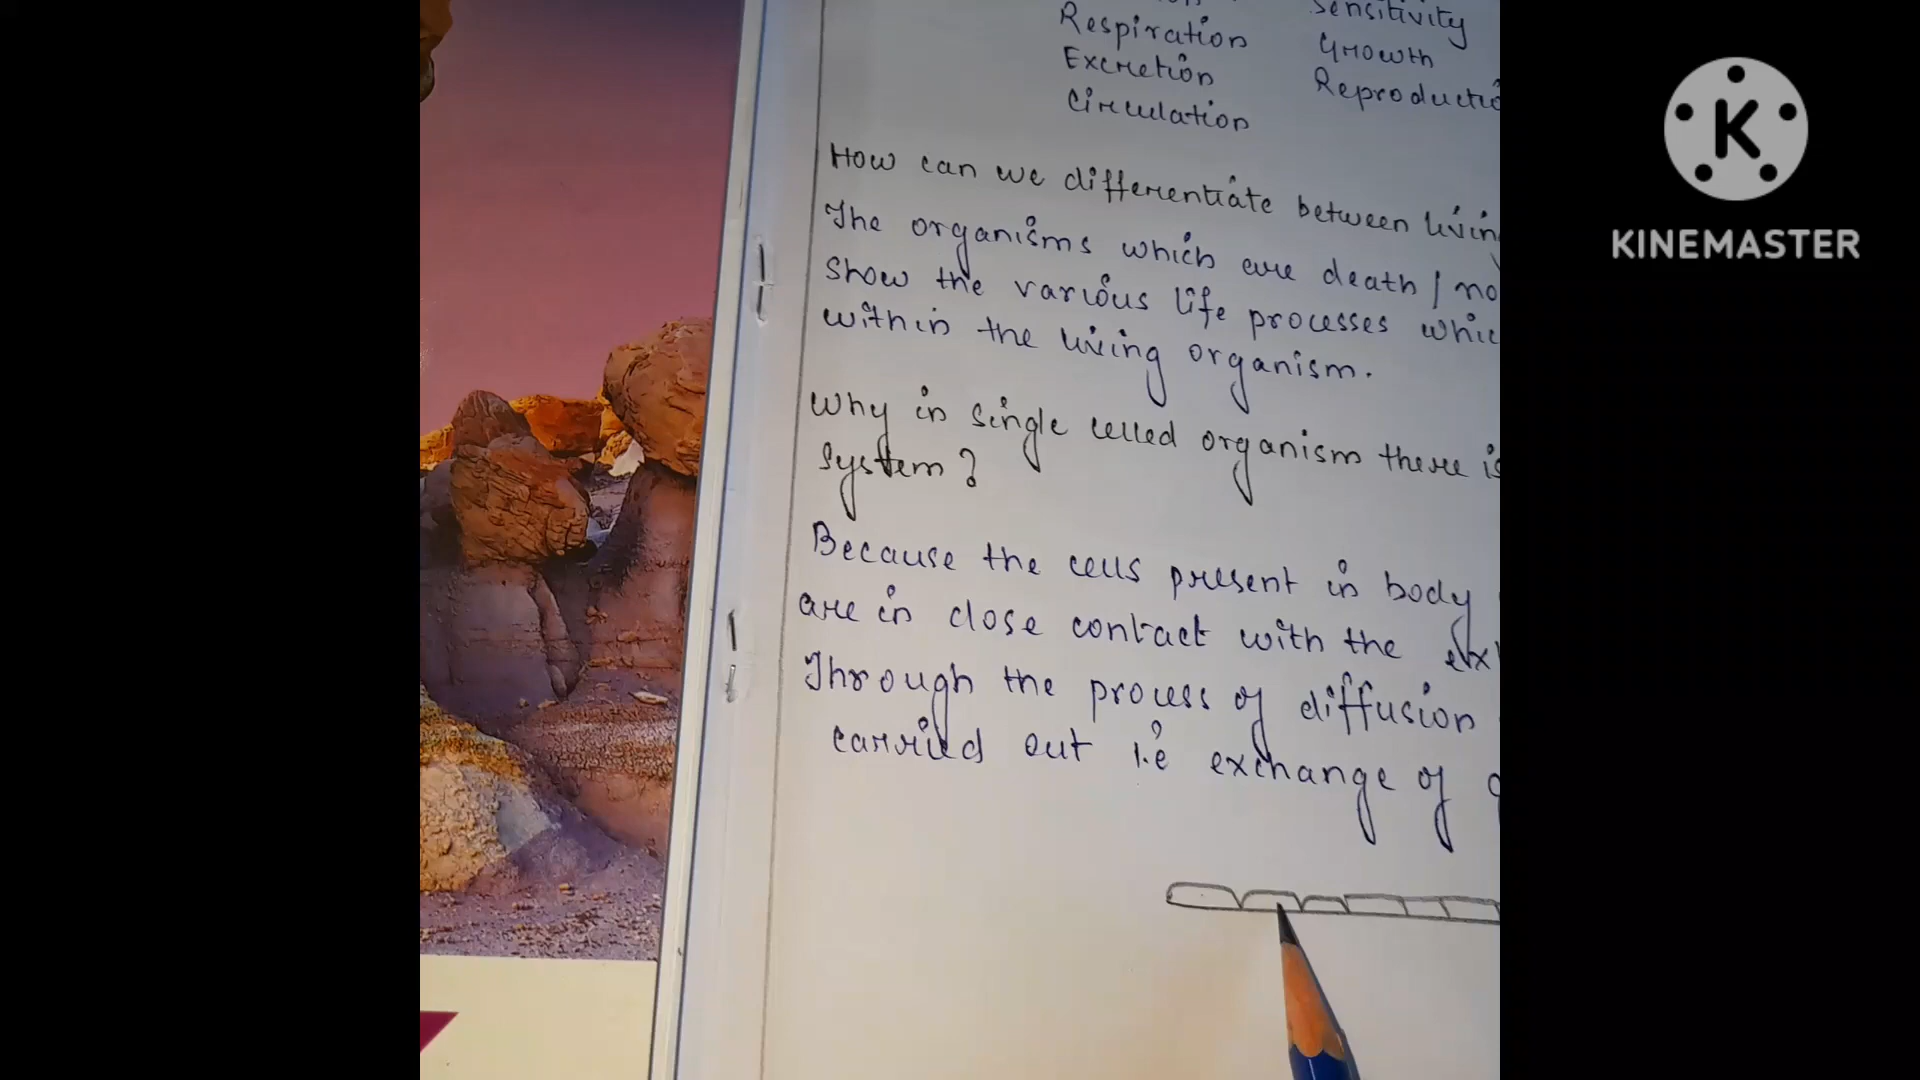 Sensitivity
Respiration Growth
Excretion Reproductio
Circulation
How can we differentiate between living
The organisms which are death / no
show the various life processes whic
within the living organism.
Why in single celled organism there is
system?
Because the cells present in body
are in close contact with the ex
Through the process of diffusion
carried out i.e exchange of g
K
KINEMASTER